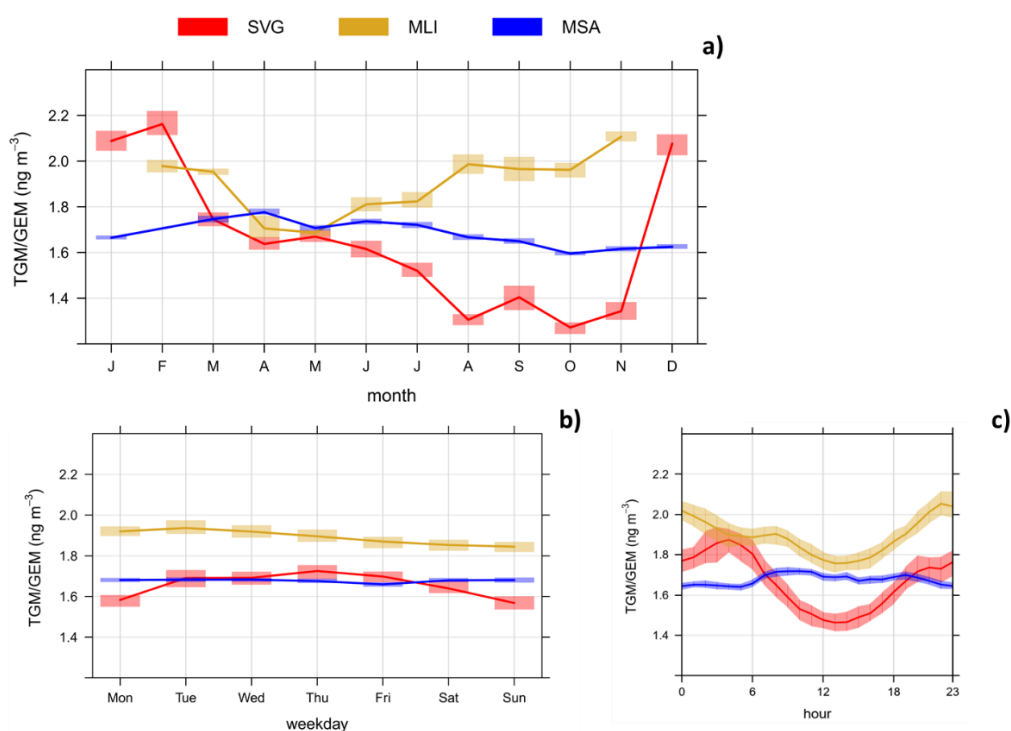 SVG MLI MSA
a)
TGM/GEM (ng m⁻³)
2.2
2.0
1.8
1.6
1.4
J F M A M J J A S O N D
month
b)
TGM/GEM (ng m⁻³)
2.2
2.0
1.8
1.6
1.4
Mon Tue Wed Thu Fri Sat Sun
weekday
c)
TGM/GEM (ng m⁻³)
2.2
2.0
1.8
1.6
1.4
0 6 12 18 23
hour